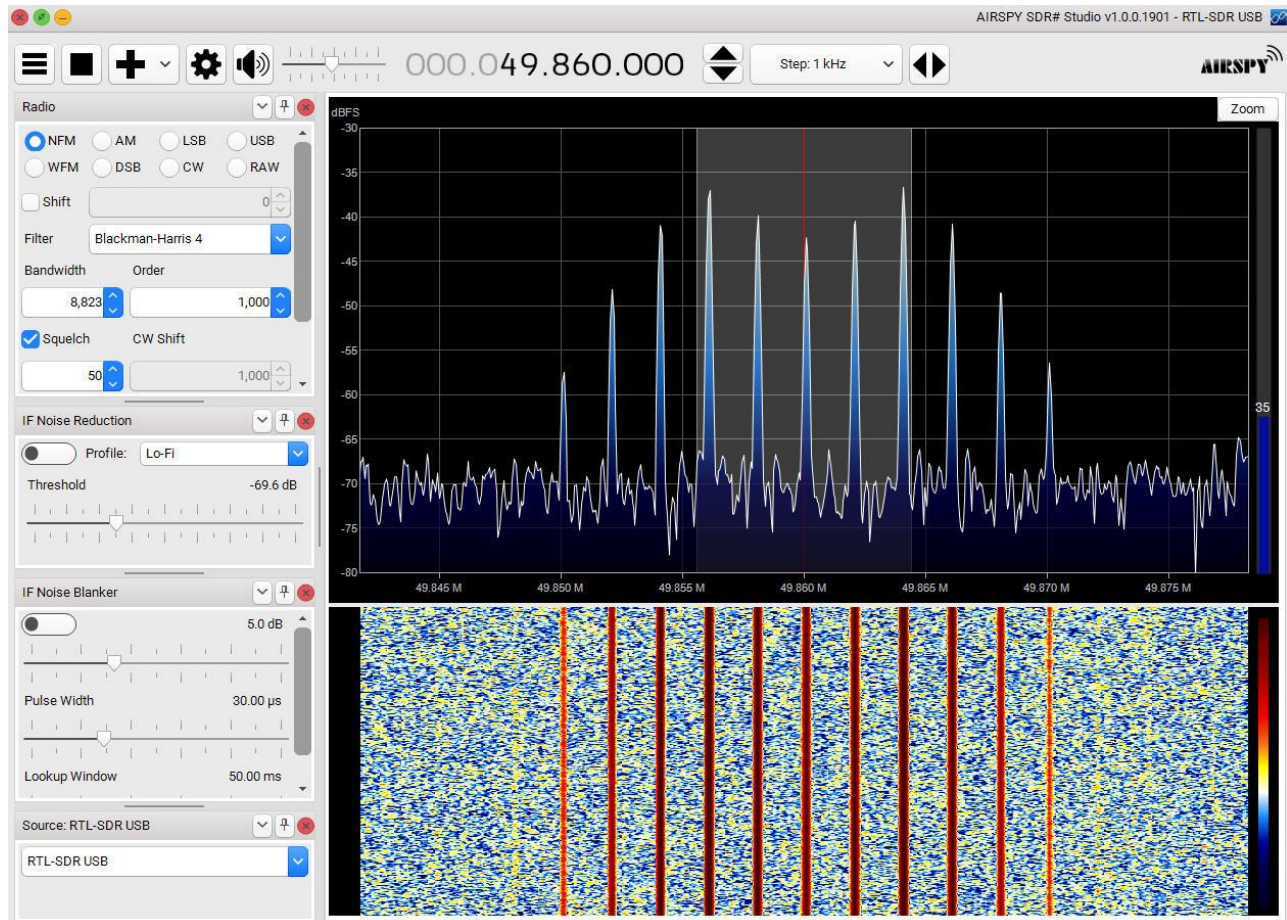 AIRSPY SDR# Studio v1.0.0.1901 - RTL-SDR USB
000.049.860.000
Step: 1 kHz
AIRSPY
Radio
NFM AM LSB USB
WFM DSB CW RAW
Shift 0
Filter Blackman-Harris 4
Bandwidth Order
8,823 1,000
Squelch CW Shift
50 1,000
IF Noise Reduction
Profile: Lo-Fi
Threshold -69.6 dB
IF Noise Blanker
5.0 dB
Pulse Width 30.00 µs
Lookup Window 50.00 ms
Source: RTL-SDR USB
RTL-SDR USB
dBFS
Zoom
-30
-35
-40
-45
-50
-55
-60
-65
-70
-75
-80
35
49.845 M 49.850 M 49.855 M 49.860 M 49.865 M 49.870 M 49.875 M